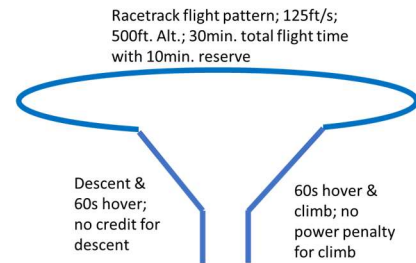 Racetrack flight pattern; 125ft/s;
500ft. Alt.; 30min. total flight time
with 10min. reserve
Descent &
60s hover;
no credit for
descent
60s hover &
climb; no
power penalty
for climb